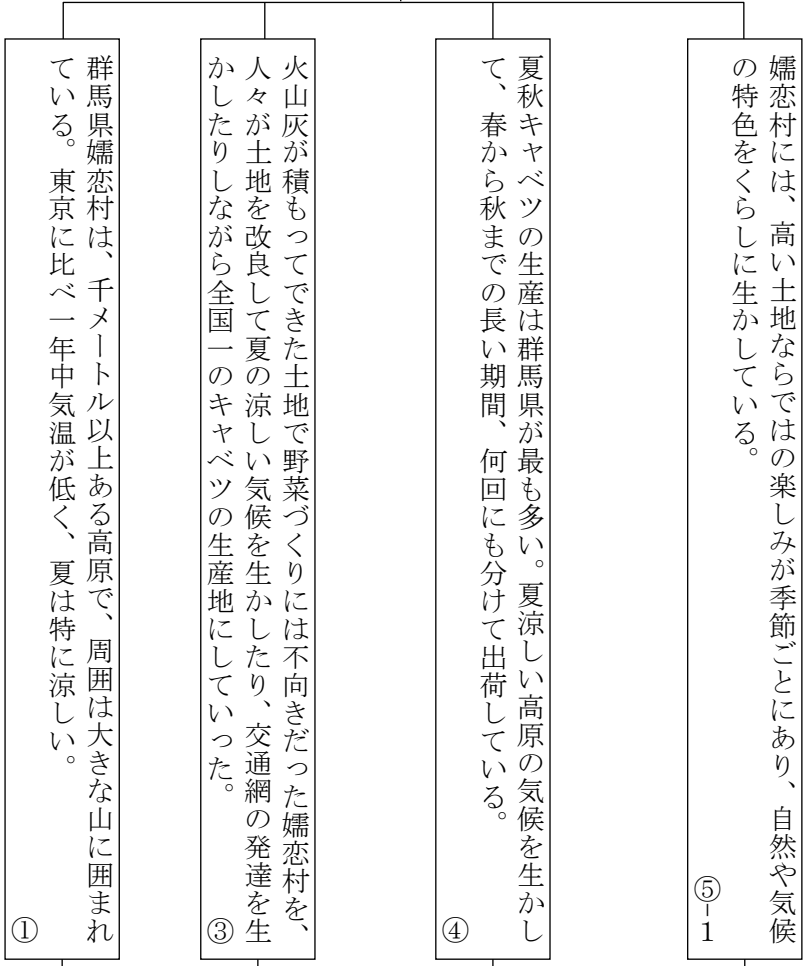 嬬恋村には、高い土地ならではの楽しみが季節ごとにあり、自然や気候
の特色をくらしに生かしている。
⑤-1
夏秋キャベツの生産は群馬県が最も多い。夏涼しい高原の気候を生かし
て、春から秋までの長い期間、何回にも分けて出荷している。
④
火山灰が積もってできた土地で野菜づくりには不向きだった嬬恋村を、
人々が土地を改良して夏の涼しい気候を生かしたり、交通網の発達を生
かしたりしながら全国一のキャベツの生産地にしていった。
③
群馬県嬬恋村は、千メートル以上ある高原で、周囲は大きな山に囲まれ
ている。東京に比べ一年中気温が低く、夏は特に涼しい。
①